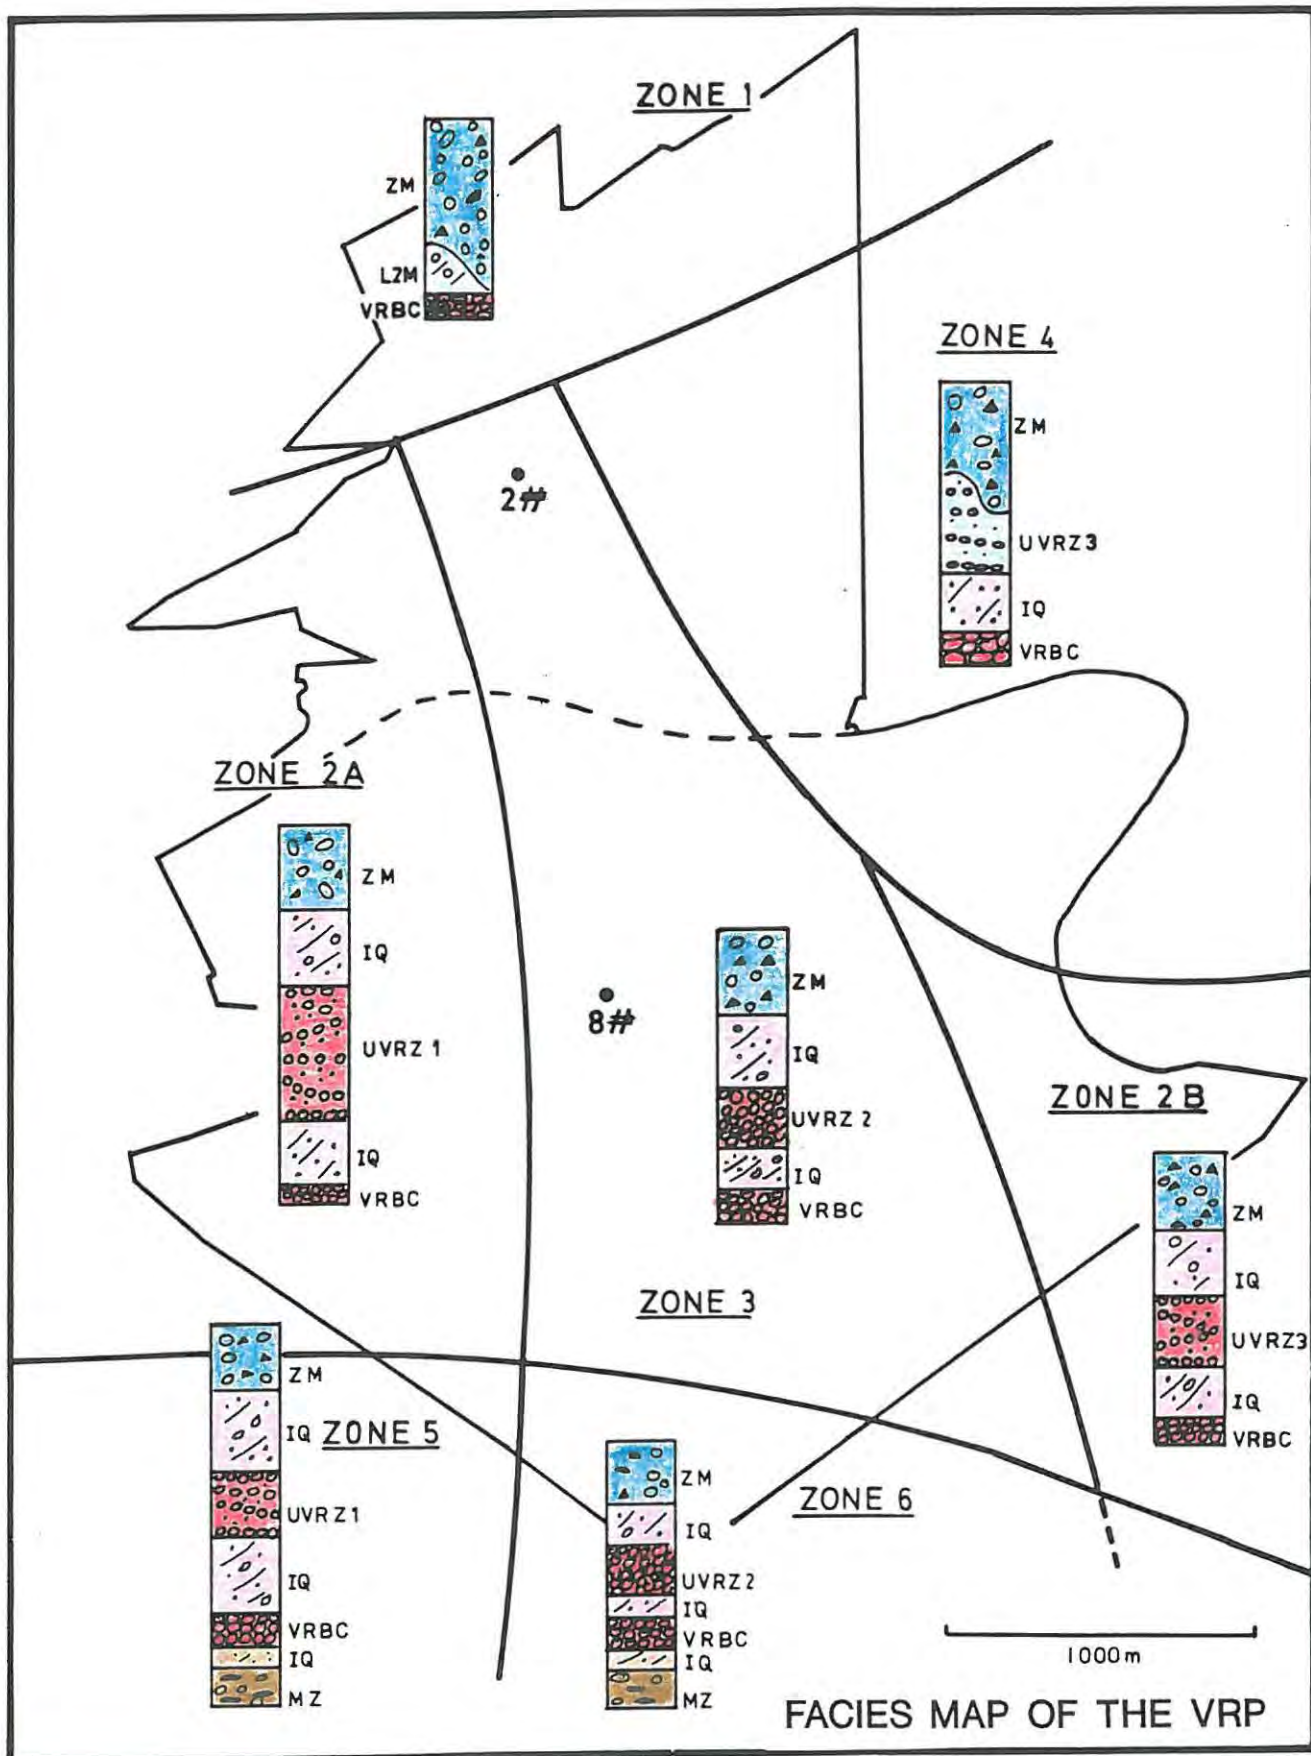 ZONE 1
ZM
LZM
VRBC
ZONE 4
ZM
UVRZ3
IQ
VRBC
2#
ZONE 2A
ZM
IQ
UVRZ 1
IQ
VRBC
8#
ZM
IQ
UVRZ 2
IQ
VRBC
ZONE 3
ZONE 2B
ZM
IQ
UVRZ3
IQ
VRBC
ZM
IQ
ZONE 5
UVRZ1
IQ
VRBC
IQ
MZ
ZM
IQ
UVRZ2
IQ
VRBC
IQ
MZ
ZONE 6
1000m
FACIES MAP OF THE VRP